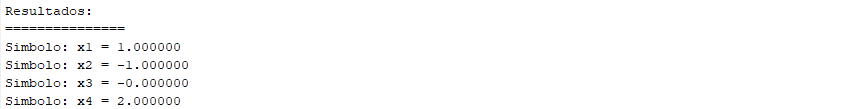 Resultados:
===============
Simbolo: x1 = 1.000000
Simbolo: x2 = -1.000000
Simbolo: x3 = -0.000000
Simbolo: x4 = 2.000000